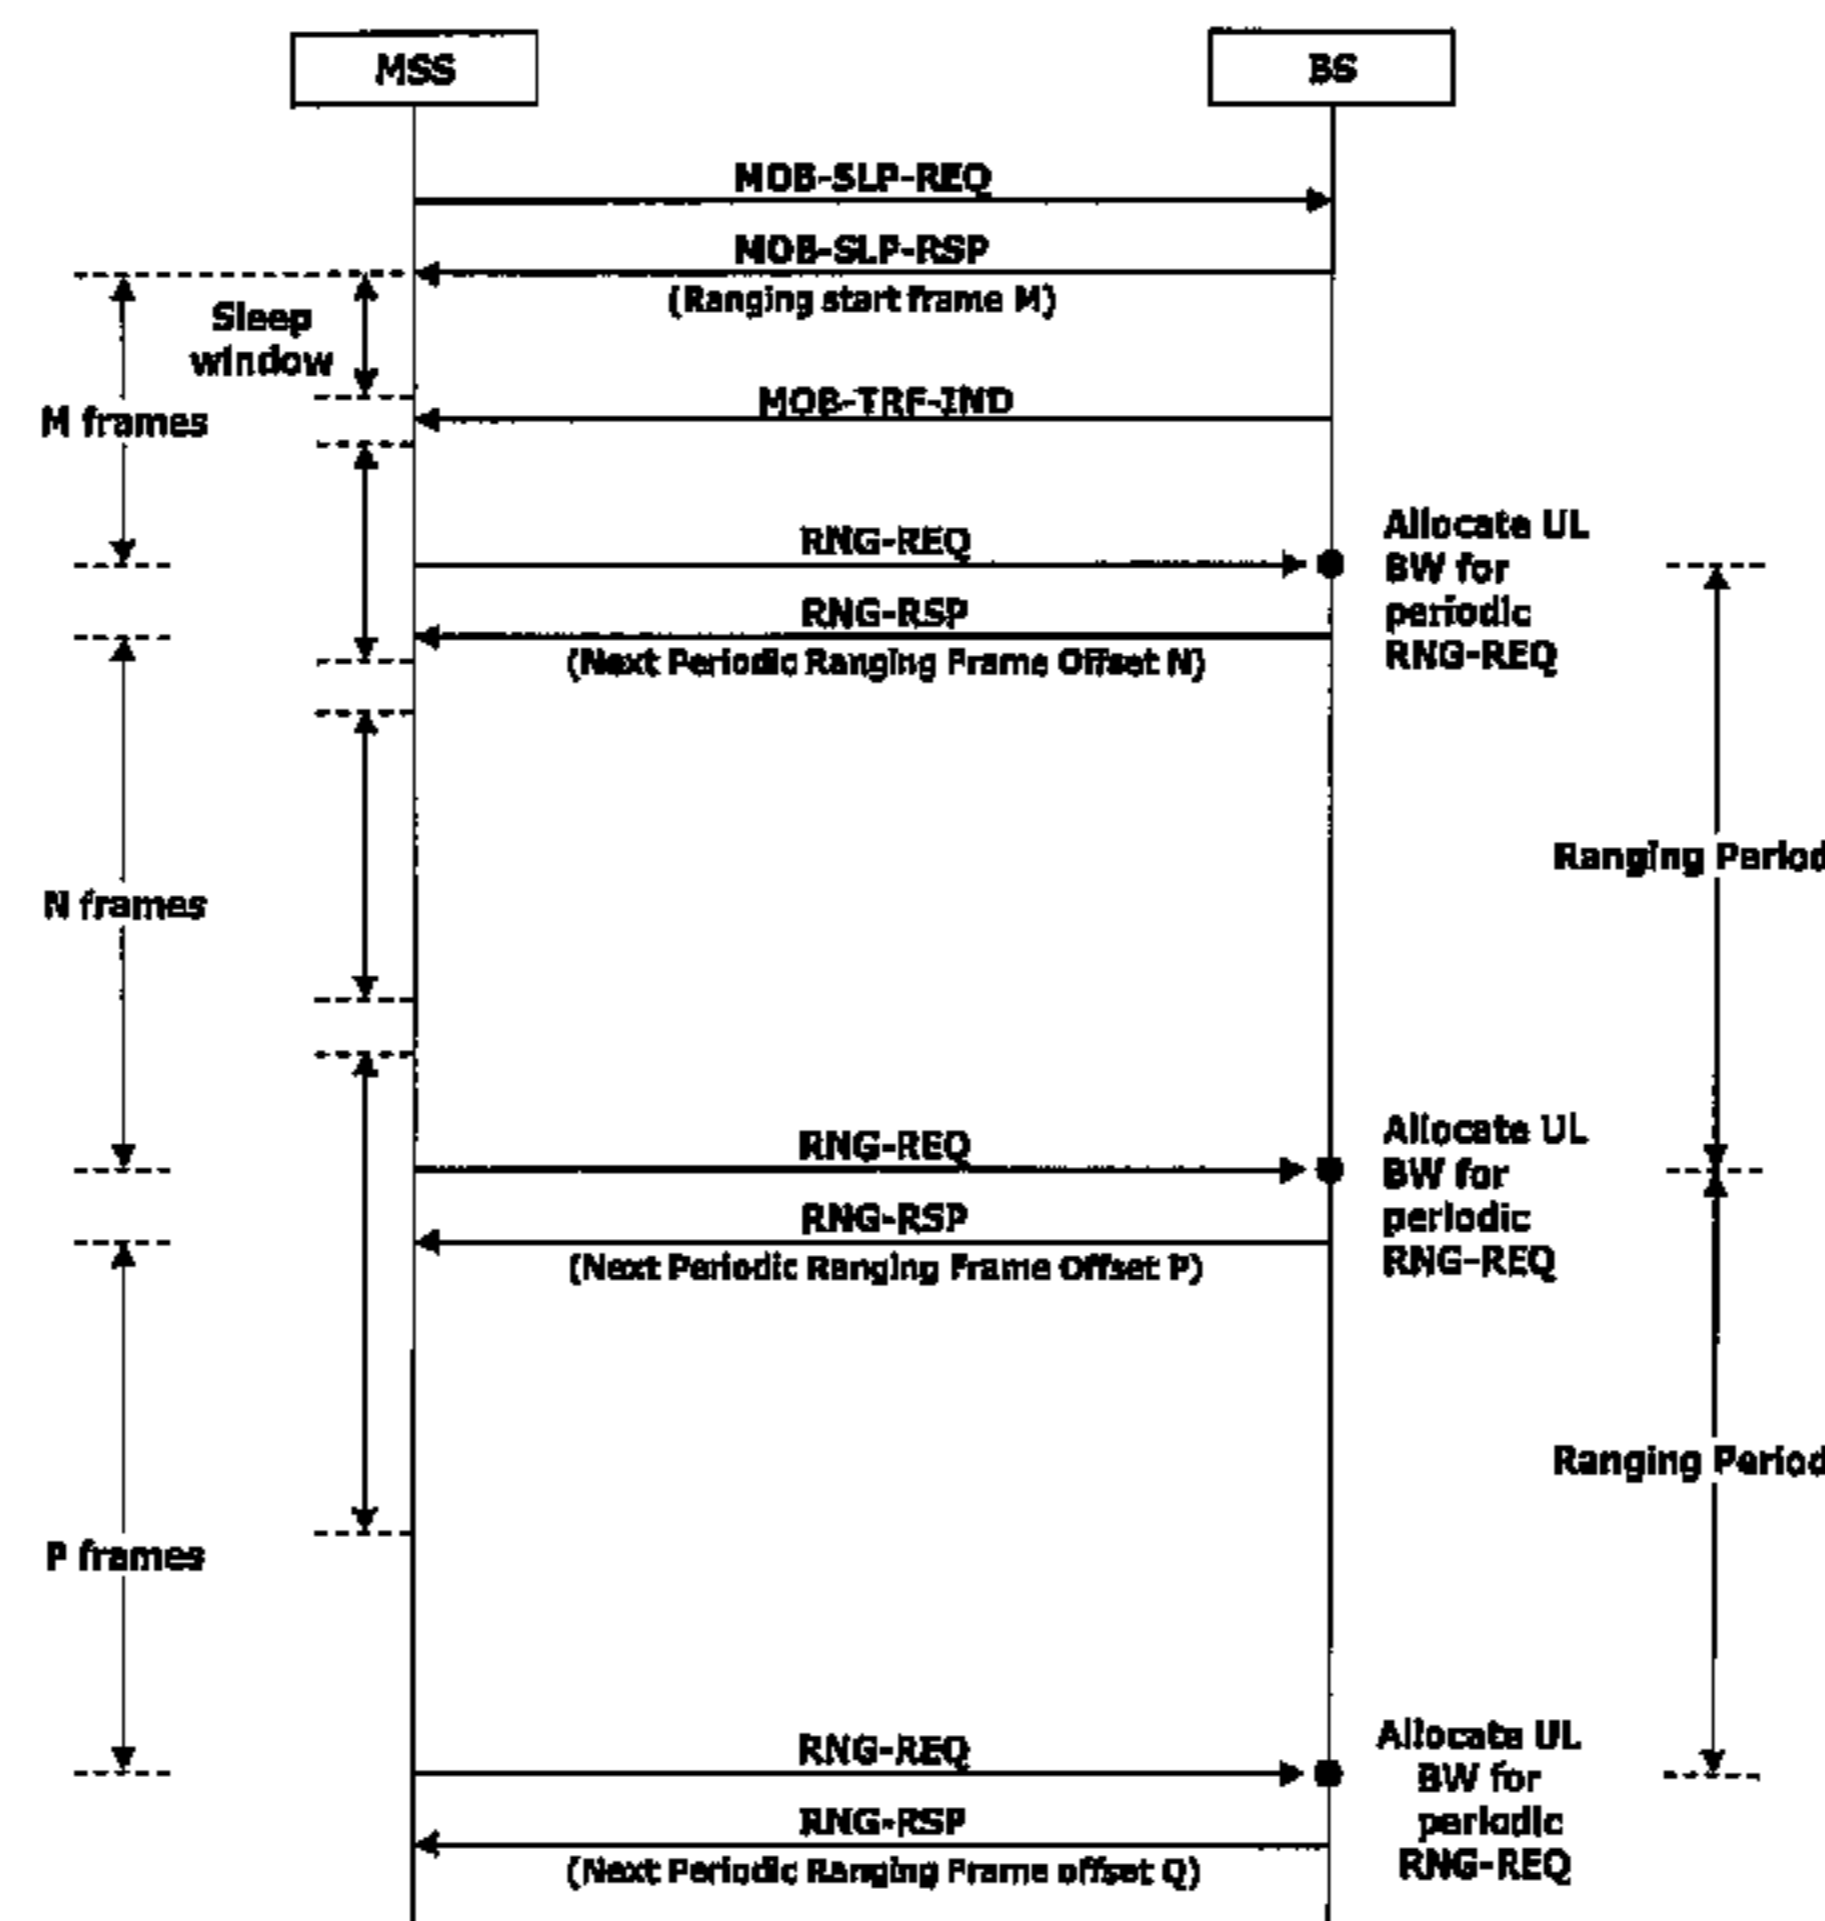 MSS
BS
MOB-SLP-REQ
MOB-SLP-RSP
(Ranging start frame M)
Sleep
window
M frames
MOB-TRF-IND
RNG-REQ
Allocate UL
BW for
periodic
RNG-REQ
RNG-RSP
(Next Periodic Ranging Frame Offset N)
Ranging Period
N frames
RNG-REQ
Allocate UL
BW for
periodic
RNG-REQ
RNG-RSP
(Next Periodic Ranging Frame Offset P)
Ranging Period
P frames
RNG-REQ
Allocate UL
BW for
periodic
RNG-REQ
RNG-RSP
(Next Periodic Ranging Frame offset Q)